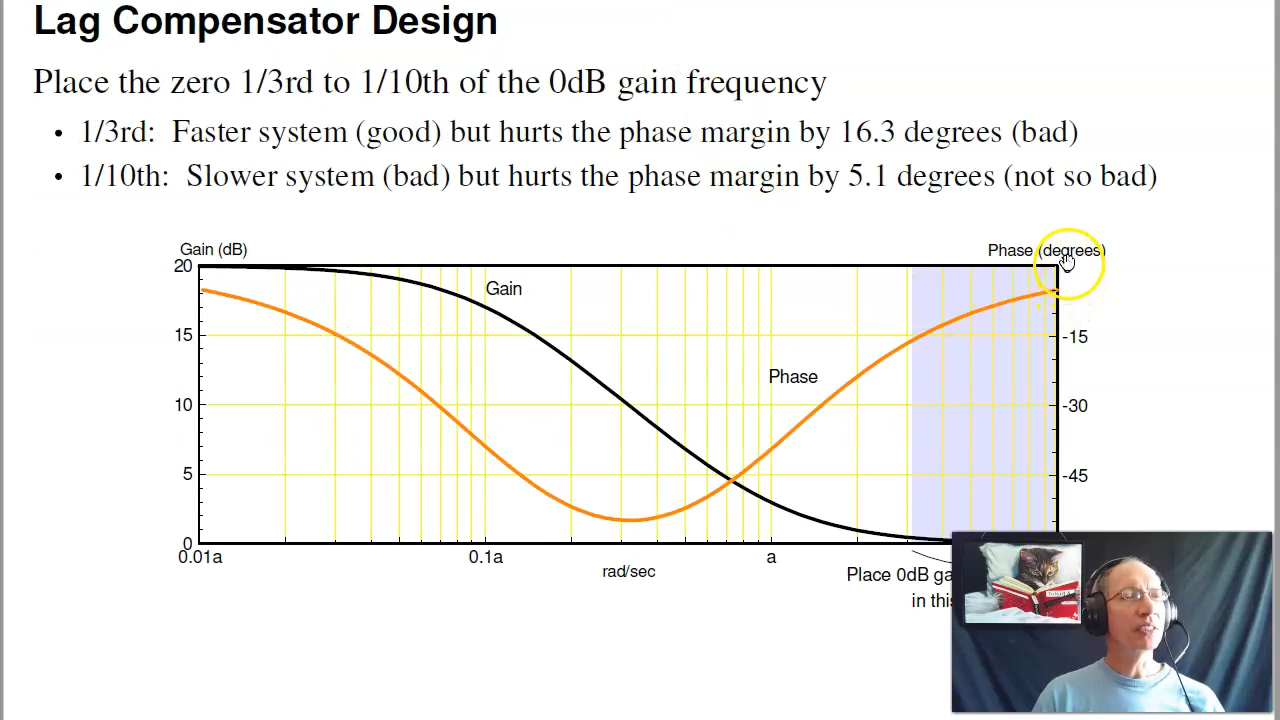 Lag Compensator Design
Place the zero 1/3rd to 1/10th of the 0dB gain frequency
• 1/3rd: Faster system (good) but hurts the phase margin by 16.3 degrees (bad)
• 1/10th: Slower system (bad) but hurts the phase margin by 5.1 degrees (not so bad)
Gain (dB)
Phase (degrees)
20
Gain
15
-15
Phase
10
-30
5
-45
0
0.01a
0.1a
a
rad/sec
Place 0dB ga
in this